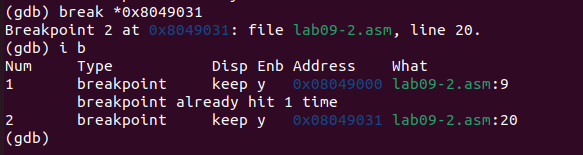 (gdb) break *0x8049031
Breakpoint 2 at 0x8049031: file lab09-2.asm, line 20.
(gdb) i b
Num     Type           Disp Enb Address    What
1       breakpoint     keep y   0x08049000 lab09-2.asm:9
        breakpoint already hit 1 time
2       breakpoint     keep y   0x08049031 lab09-2.asm:20
(gdb)